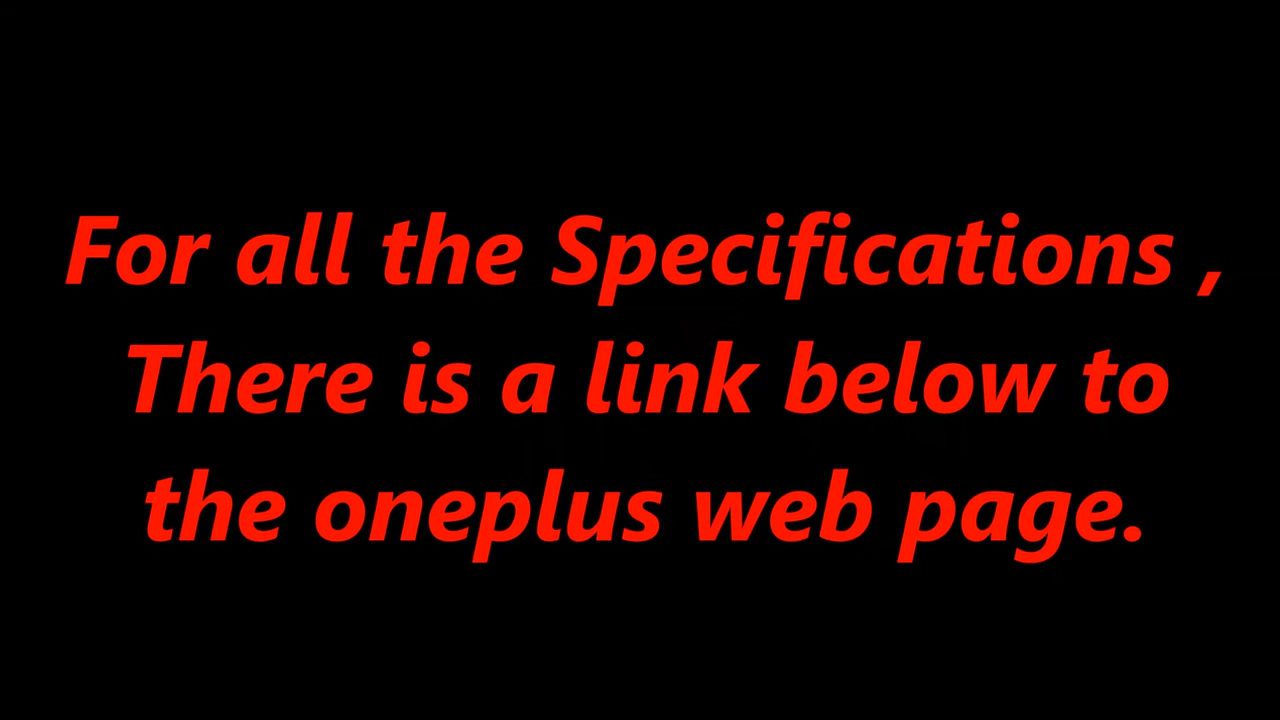 For all the Specifications ,
There is a link below to
the oneplus web page.